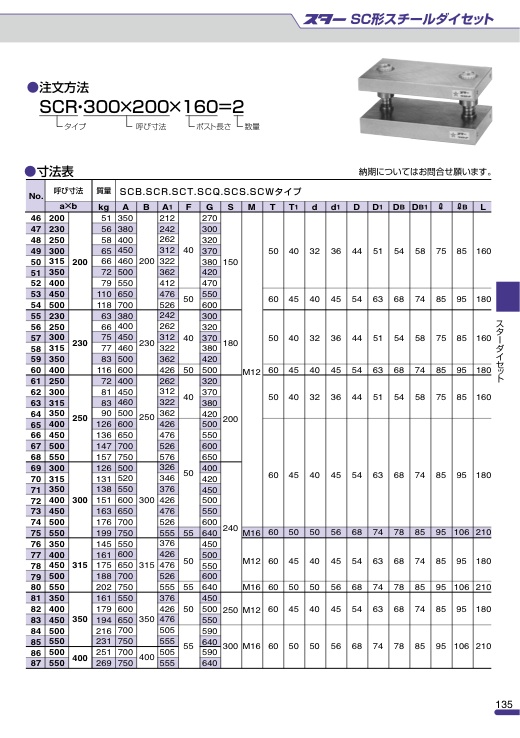 スター SC形スチールダイセット
●注文方法
SCR・300×200×160=2
タイプ 呼び寸法 ポスト長さ 数量
●寸法表
納期についてはお問合せ願います。
No. 呼び寸法 質量 SCB.SCR.SCT.SCQ.SCS.SCWタイプ
a×b kg A B A1 F G S M T T1 d d1 D D1 DB DB1 ℓ ℓB L
46 200 51 350 212 270
47 230 56 380 242 300
48 250 58 400 262 320
49 300 65 450 312 40 370 50 40 32 36 44 51 54 58 75 85 160
50 315 200 66 460 200 322 380 150
51 350 72 500 362 420
52 400 79 550 412 470
53 450 110 650 476 50 550 60 45 40 45 54 63 68 74 85 95 180
54 500 118 700 526 600
55 230 63 380 242 300
56 250 66 400 262 320
57 300 230 75 450 230 312 40 370 180 50 40 32 36 44 51 54 58 75 85 160
58 315 77 460 322 380
59 350 83 500 362 420
60 400 116 600 426 50 500 M12 60 45 40 45 54 63 68 74 85 95 180
61 250 72 400 262 320
62 300 81 450 312 40 370 50 40 32 36 44 51 54 58 75 85 160
63 315 83 460 322 380
64 350 250 90 500 250 362 420 200
65 400 126 600 426 500
66 450 136 650 476 550
67 500 147 700 526 600
68 550 157 750 576 650
69 300 126 500 326 50 400
70 315 131 520 346 420 60 45 40 45 54 63 68 74 85 95 180
71 350 138 550 376 450
72 400 300 151 600 300 426 500
73 450 163 650 476 550
74 500 176 700 526 600 240
75 550 199 750 555 55 640 M16 60 50 50 56 68 74 78 85 95 106 210
76 350 145 550 376 450
77 400 161 600 426 500
78 450 315 175 650 315 476 50 550 M12 60 45 40 45 54 63 68 74 85 95 180
79 500 188 700 526 600
80 550 202 750 555 55 640 M16 60 50 50 56 68 74 78 85 95 106 210
81 350 161 550 376 450
82 400 179 600 426 50 500 250 M12 60 45 40 45 54 63 68 74 85 95 180
83 450 350 194 650 350 476 550
84 500 216 700 505 590
85 550 231 750 555 55 640 300 M16 60 50 50 56 68 74 78 85 95 106 210
86 500 400 251 700 400 505 590
87 550 269 750 555 640
スターダイセット
135